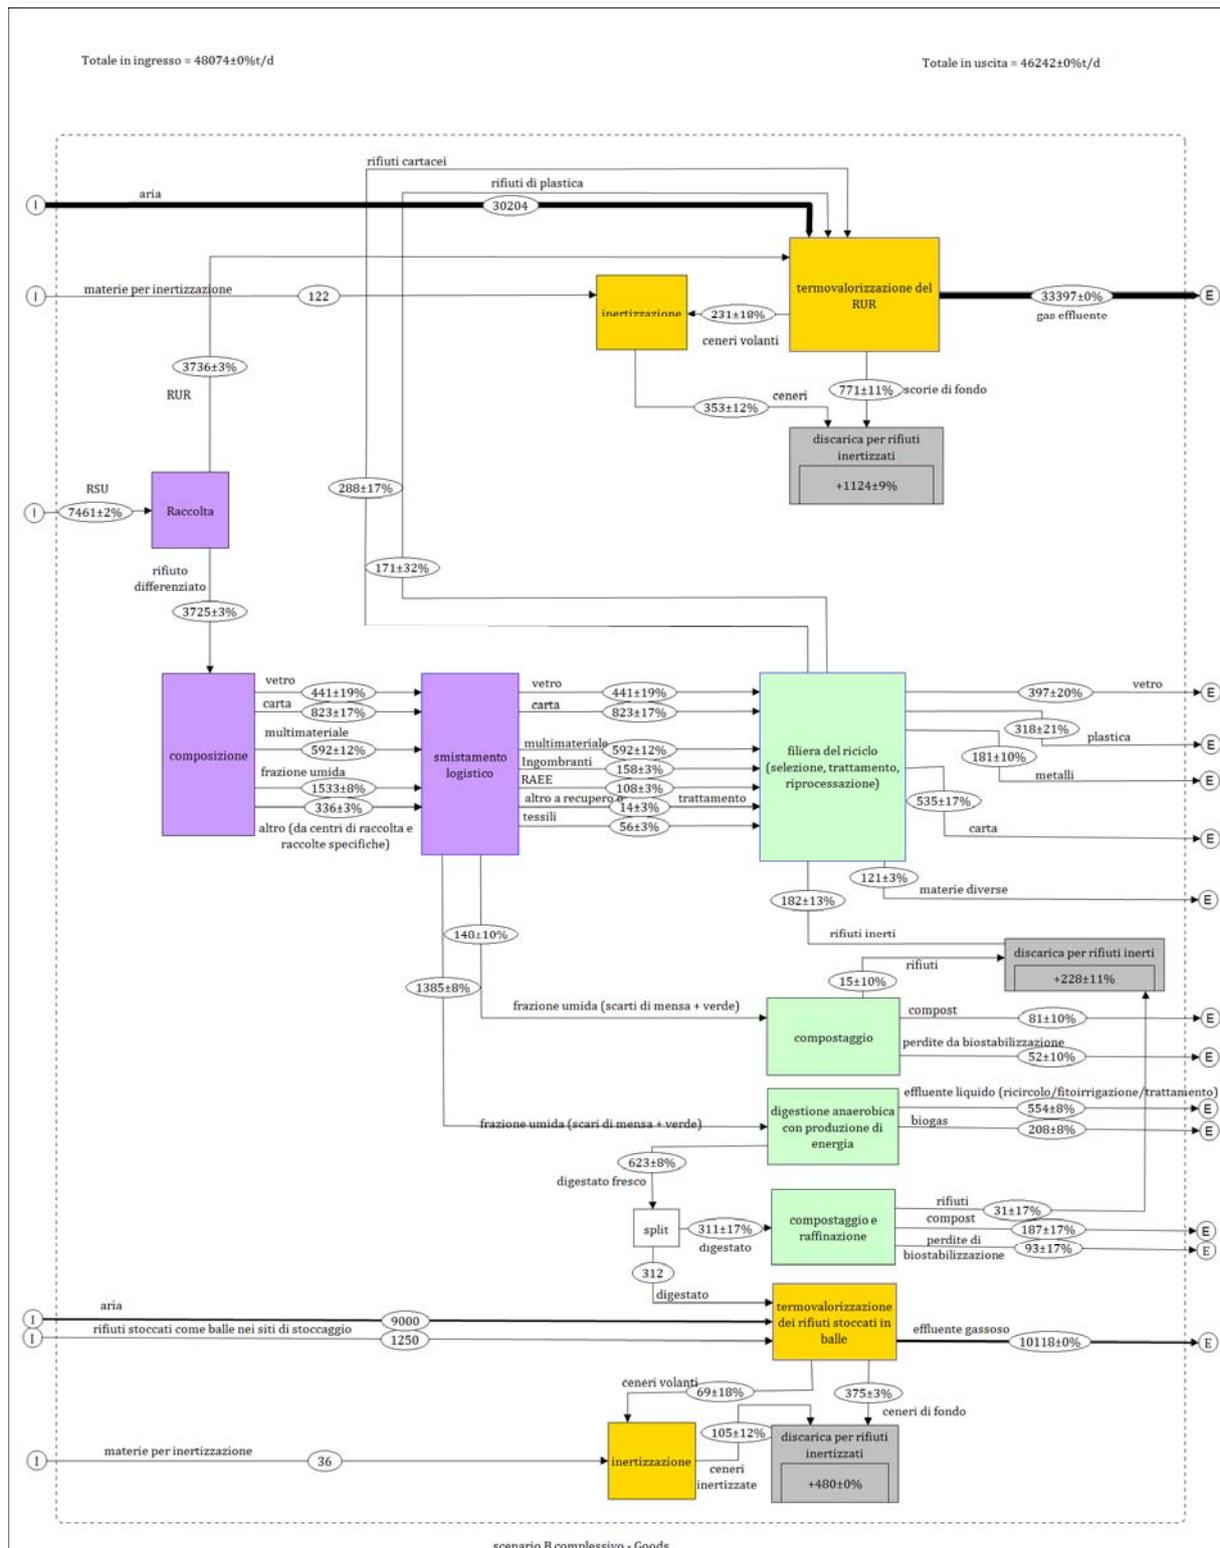 Totale in ingresso = 48074±0%t/d
Totale in uscita = 46242±0%t/d
rifiuti cartacei
rifiuti di plastica
aria
I
30204
termovalorizzazione del
RUR
I
materie per inertizzazione
122
inertizzazione
231±18%
ceneri volanti
33397±0%
E
gas effluente
3736±3%
RUR
771±11%
scorie di fondo
353±12%
ceneri
discarica per rifiuti
inertizzati
+1124±9%
288±17%
RSU
I
7461±2%
Raccolta
171±32%
rifiuto
differenziato
3725±3%
composizione
vetro
441±19%
carta
823±17%
multimateriale
592±12%
frazione umida
1533±8%
336±3%
altro (da centri di raccolta e
raccolte specifiche)
smistamento
logistico
vetro
441±19%
carta
823±17%
multimateriale
592±12%
Ingombranti
158±3%
RAEE
108±3%
altro a recupero o
14±3%
trattamento
tessili
56±3%
filiera del riciclo
(selezione, trattamento,
riprocessazione)
397±20%
vetro
E
318±21%
plastica
E
181±10%
metalli
E
535±17%
carta
E
121±3%
materie diverse
E
182±13%
rifiuti inerti
discarica per rifiuti inerti
+228±11%
148±10%
1385±8%
rifiuti
15±10%
frazione umida (scarti di mensa + verde)
compostaggio
compost
81±10%
E
perdite da biostabilizzazione
52±10%
E
frazione umida (scari di mensa + verde)
digestione anaerobica
con produzione di
energia
effluente liquido (ricircolo/fitoirrigazione/trattamento)
554±8%
E
biogas
208±8%
E
623±8%
digestato fresco
split
311±17%
digestato
compostaggio e
raffinazione
rifiuti
31±17%
compost
187±17%
E
perdite di
biostabilizzazione
93±17%
E
312
digestato
aria
I
9000
rifiuti stoccati come balle nei siti di stoccaggio
I
1250
termovalorizzazione
dei rifiuti stoccati in
balle
effluente gassoso
10118±0%
E
ceneri volanti
69±18%
375±3%
ceneri di fondo
materie per inertizzazione
I
36
inertizzazione
105±12%
ceneri
inertizzate
discarica per rifiuti
inertizzati
+480±0%
scenario B complessivo - Goods